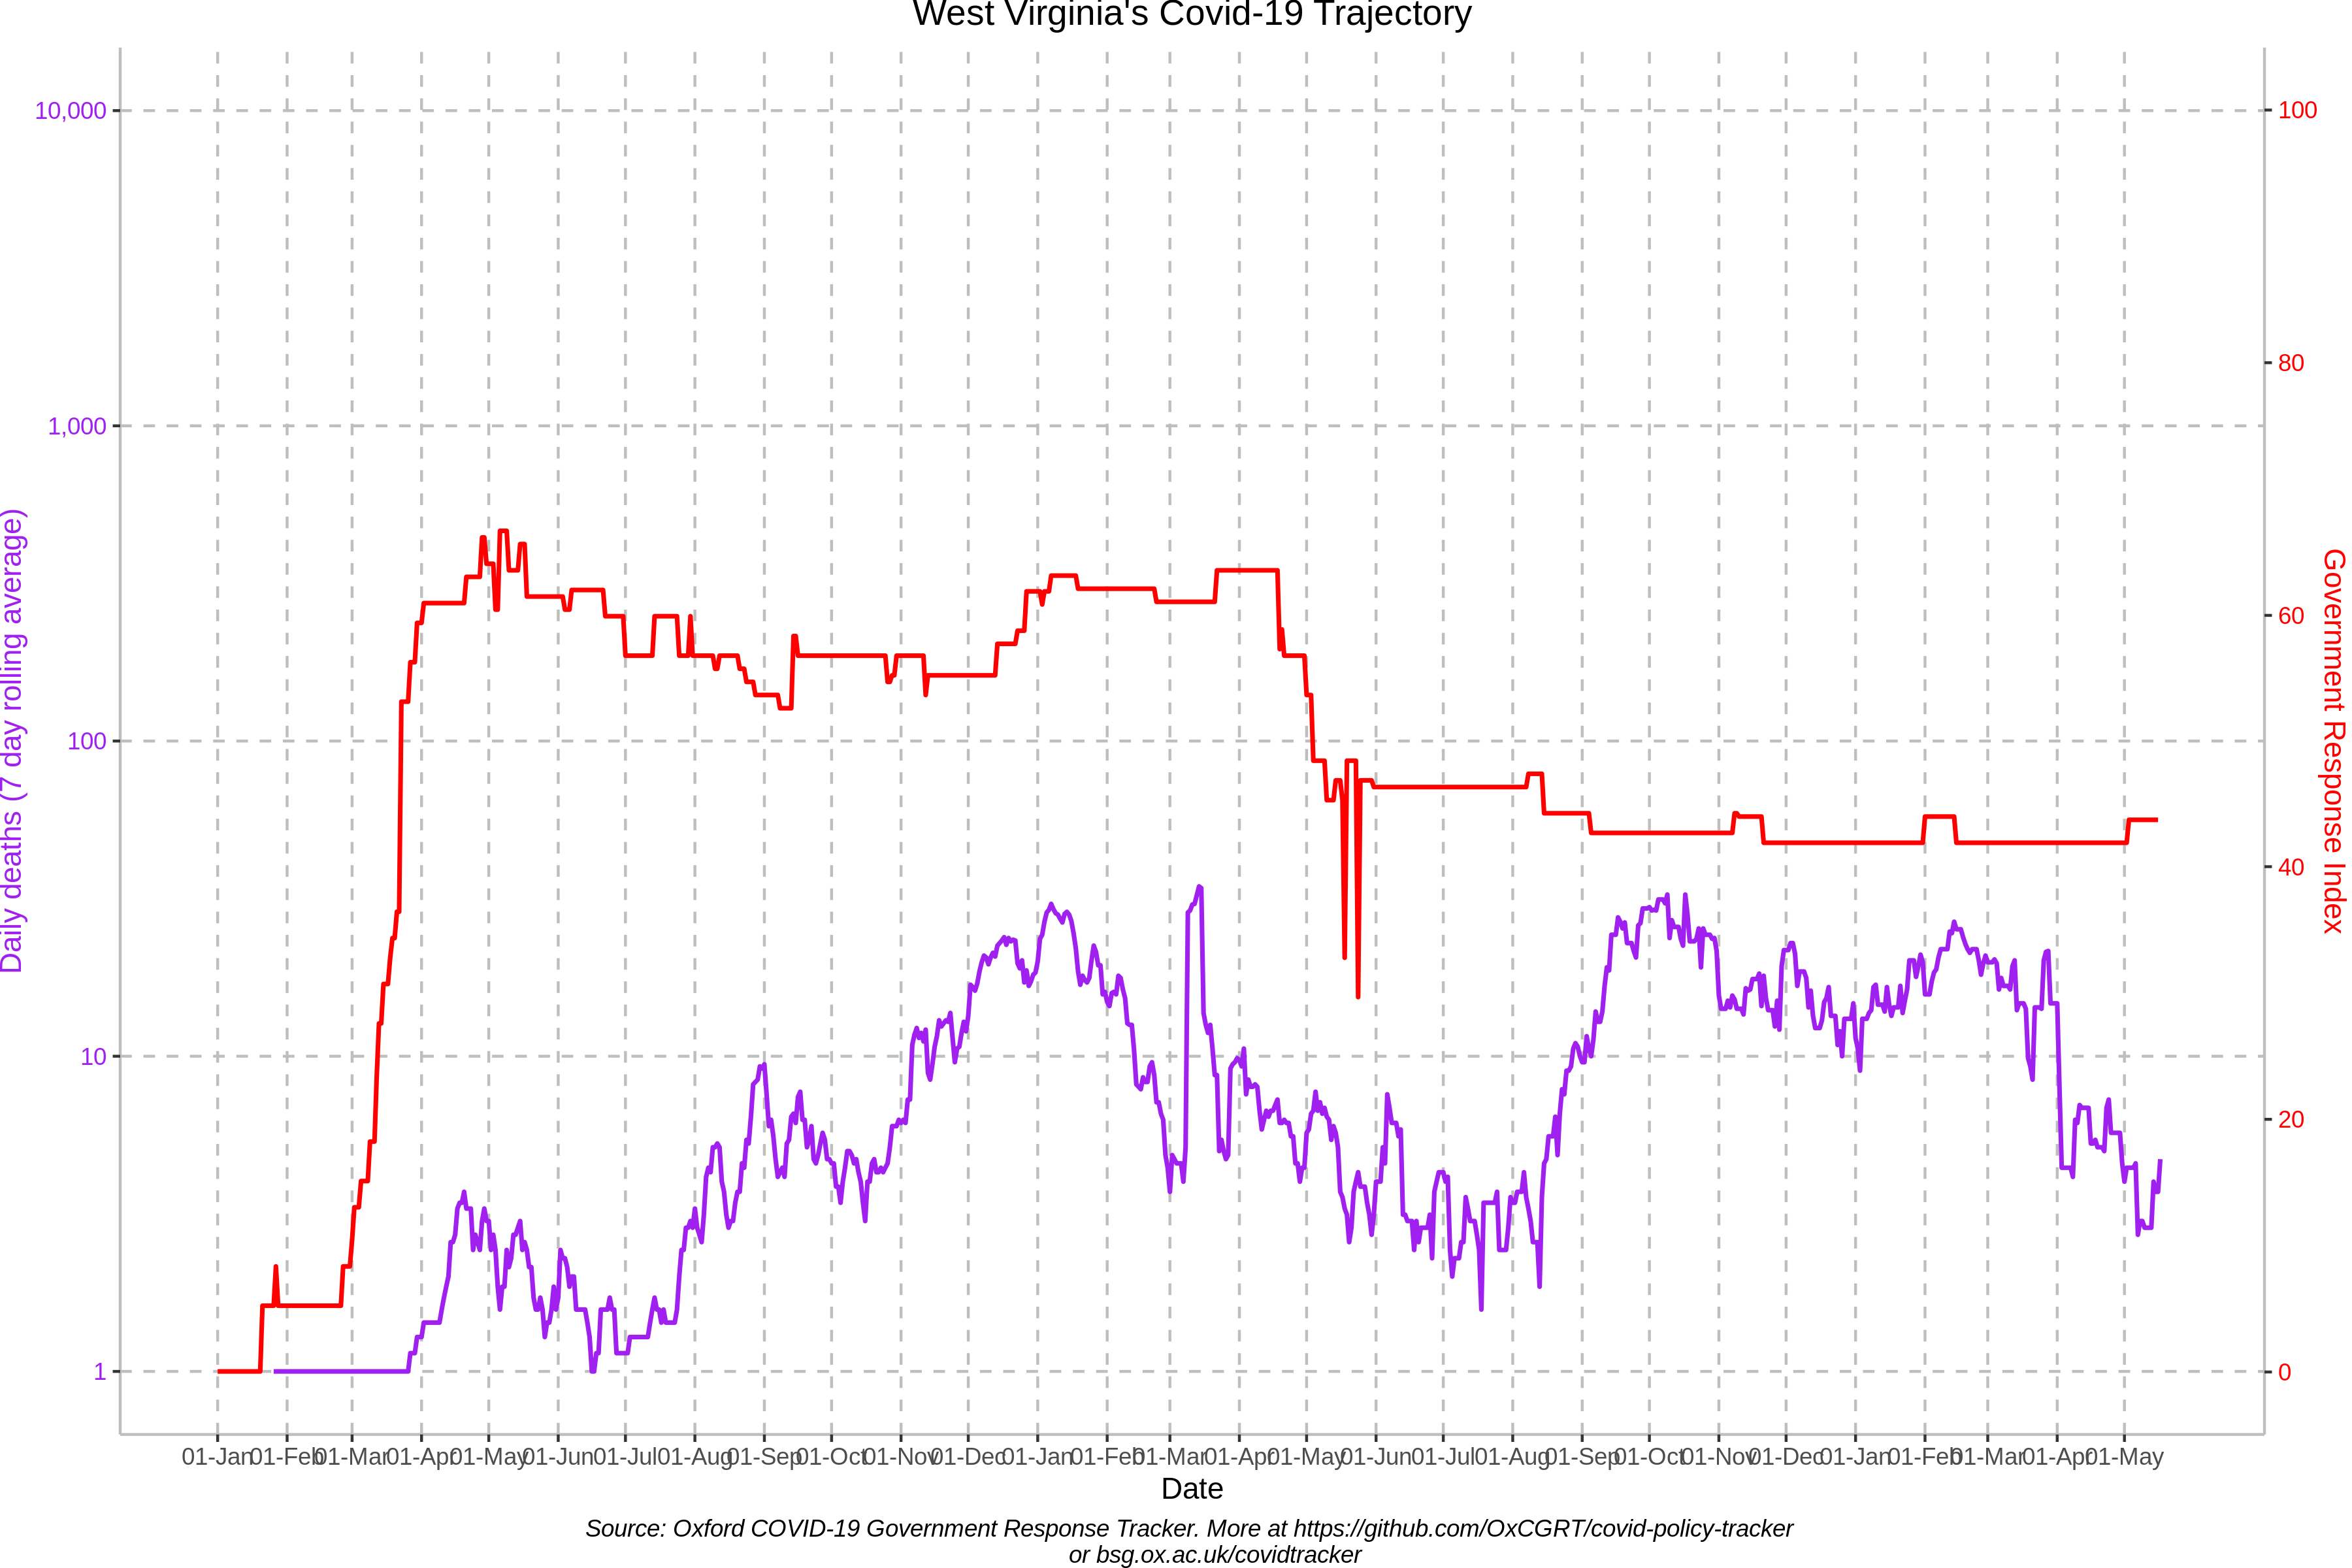 West Virginia's Covid-19 Trajectory
10,000
1,000
100
10
1
Daily deaths (7 day rolling average)
100
80
60
40
20
0
Government Response Index
01-Jan 01-Feb 01-Mar 01-Apr 01-May 01-Jun 01-Jul 01-Aug 01-Sep 01-Oct 01-Nov 01-Dec 01-Jan 01-Feb 01-Mar 01-Apr 01-May 01-Jun 01-Jul 01-Aug 01-Sep 01-Oct 01-Nov 01-Dec 01-Jan 01-Feb 01-Mar 01-Apr 01-May
Date
Source: Oxford COVID-19 Government Response Tracker. More at https://github.com/OxCGRT/covid-policy-tracker
or bsg.ox.ac.uk/covidtracker